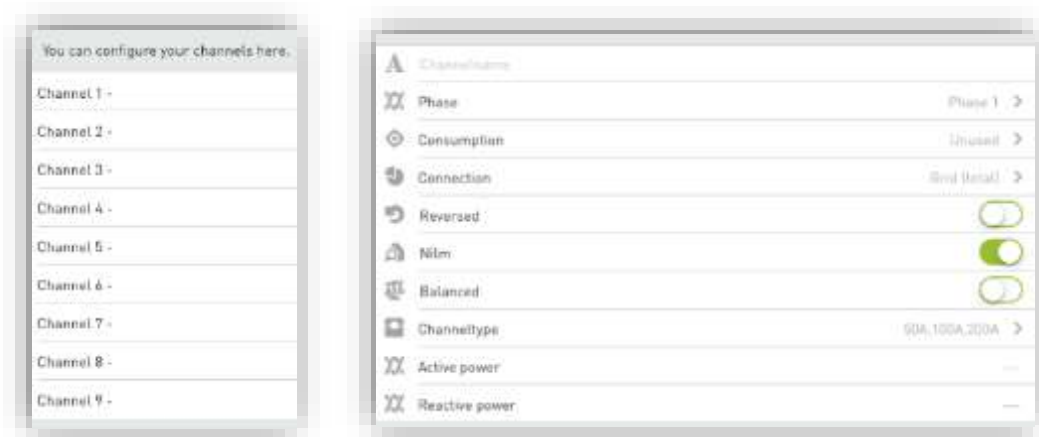 You can configure your channels here.
Channel 1 -
Channel 2 -
Channel 3 -
Channel 4 -
Channel 5 -
Channel 6 -
Channel 7 -
Channel 8 -
Channel 9 -
A Channelname
Phase Phase 1
Consumption Unused
Connection Grid (total)
Reversed
Nilm
Balanced
Channeltype 50A,100A,200A
Active power ---
Reactive power ---